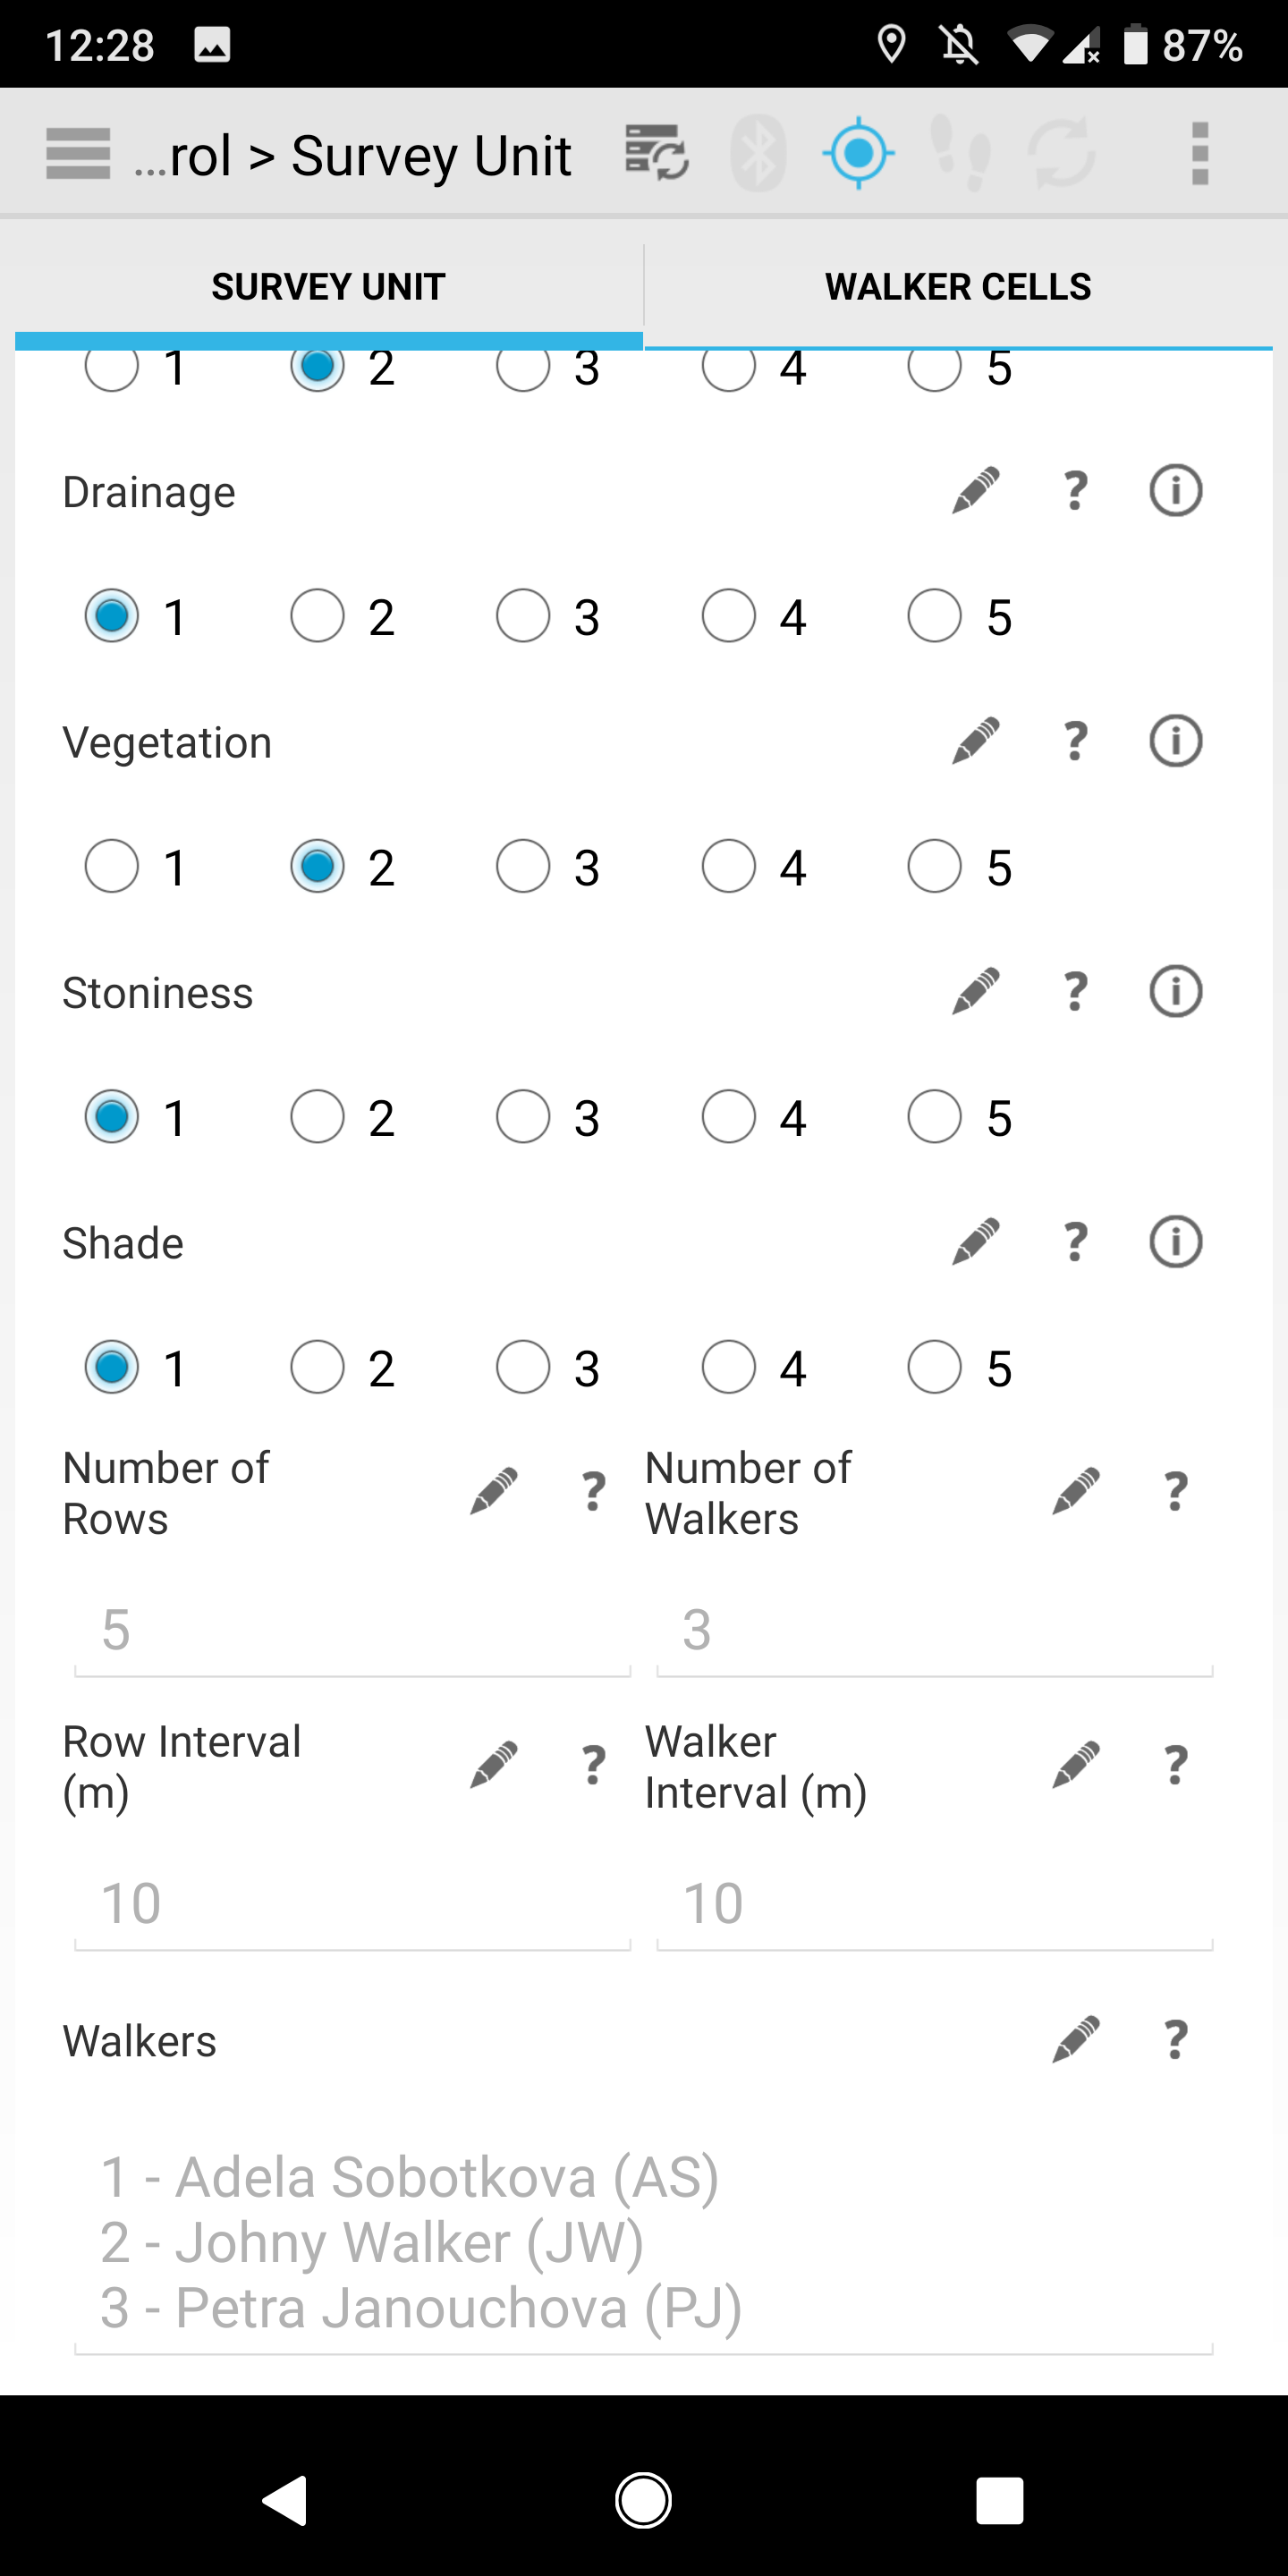 12:28 87%
...rol > Survey Unit
SURVEY UNIT WALKER CELLS
1 2 3 4 5
Drainage ?
1 2 3 4 5
Vegetation ?
1 2 3 4 5
Stoniness ?
1 2 3 4 5
Shade ?
1 2 3 4 5
Number of
Rows ?
Number of
Walkers ?
5 3
Row Interval
(m) ?
Walker
Interval (m) ?
10 10
Walkers ?
1 - Adela Sobotkova (AS)
2 - Johny Walker (JW)
3 - Petra Janouchova (PJ)